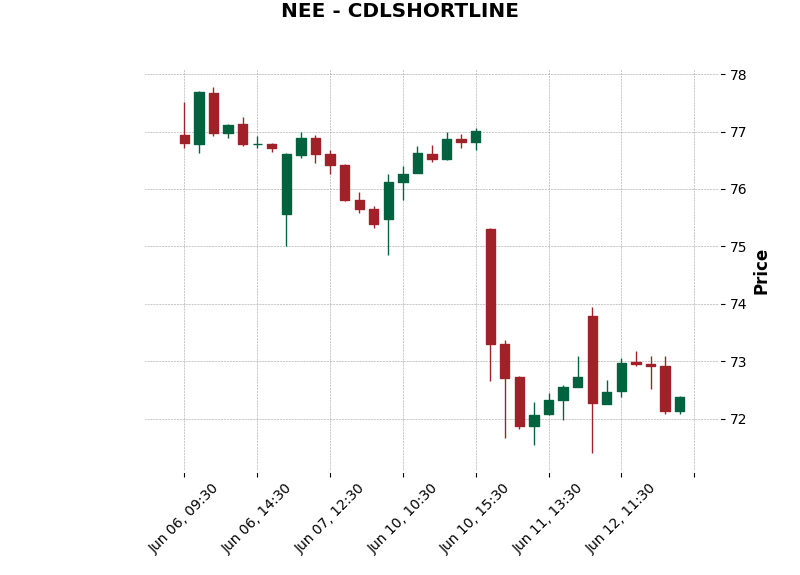 NEE - CDLSHORTLINE
78
77
76
75
74
73
72
Price
Jun 06, 09:30
Jun 06, 14:30
Jun 07, 12:30
Jun 10, 10:30
Jun 10, 15:30
Jun 11, 13:30
Jun 12, 11:30